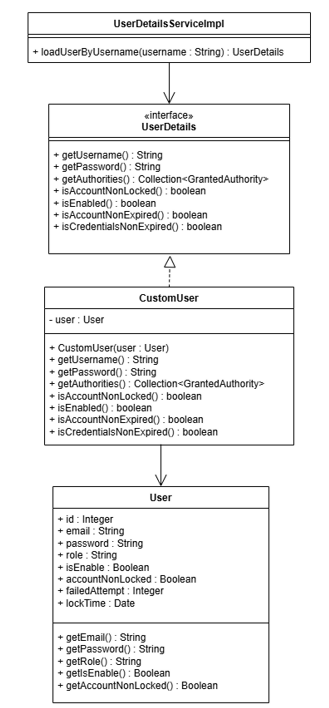 UserDetailsServiceImpl
+ loadUserByUsername(username : String) : UserDetails
«interface»
UserDetails
+ getUsername() : String
+ getPassword() : String
+ getAuthorities() : Collection<GrantedAuthority>
+ isAccountNonLocked() : boolean
+ isEnabled() : boolean
+ isAccountNonExpired() : boolean
+ isCredentialsNonExpired() : boolean
CustomUser
- user : User
+ CustomUser(user : User)
+ getUsername() : String
+ getPassword() : String
+ getAuthorities() : Collection<GrantedAuthority>
+ isAccountNonLocked() : boolean
+ isEnabled() : boolean
+ isAccountNonExpired() : boolean
+ isCredentialsNonExpired() : boolean
User
+ id : Integer
+ email : String
+ password : String
+ role : String
+ isEnable : Boolean
+ accountNonLocked : Boolean
+ failedAttempt : Integer
+ lockTime : Date
+ getEmail() : String
+ getPassword() : String
+ getRole() : String
+ getIsEnable() : Boolean
+ getAccountNonLocked() : Boolean